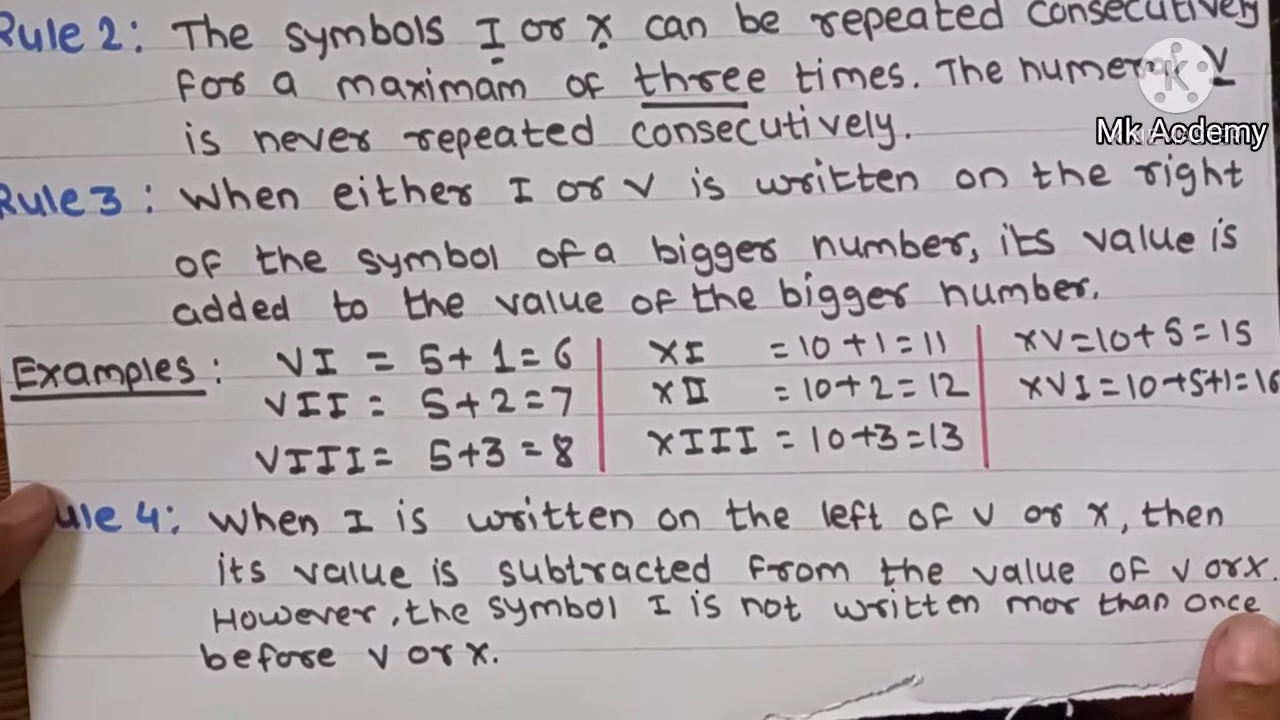 Rule 2: The symbols I or X can be repeated consecutively
for a maximam of three times. The numeral V
is never repeated consecutively.
Mk Acdemy
Rule 3: When either I or V is written on the right
of the symbol of a bigger number, its value is
added to the value of the bigger number.
Examples: VI = 5+1=6 XI =10+1=11 XV=10+5=15
VII = 5+2=7 XII =10+2=12 XVI=10+5+1=16
VIII = 5+3=8 XIII =10+3=13
Rule 4: When I is written on the left of V or X, then
its value is subtracted from the value of V or X.
However, the symbol I is not written mor than once
before V or X.